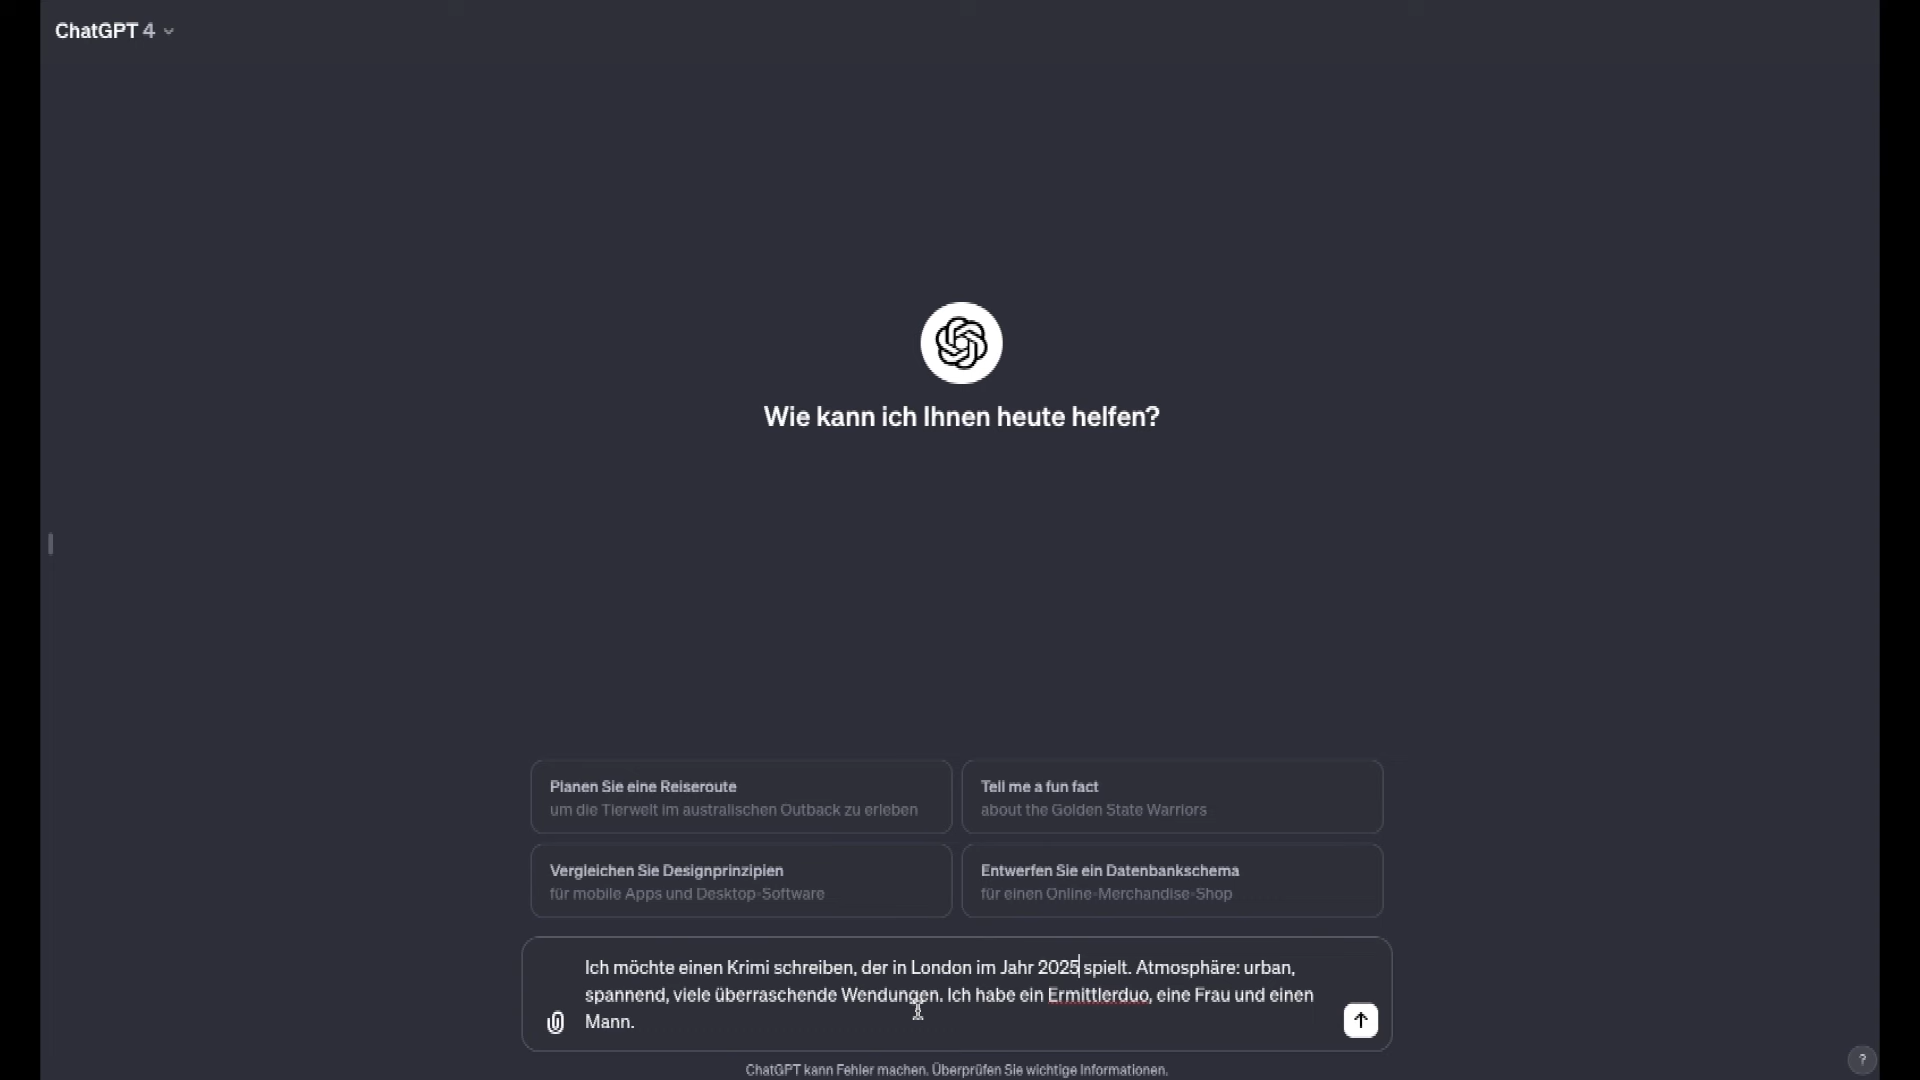 ChatGPT 4
Wie kann ich Ihnen heute helfen?
Planen Sie eine Reiseroute
um die Tierwelt im australischen Outback zu erleben
Tell me a fun fact
about the Golden State Warriors
Vergleichen Sie Designprinzipien
für mobile Apps und Desktop-Software
Entwerfen Sie ein Datenbankschema
für einen Online-Merchandise-Shop
Ich möchte einen Krimi schreiben, der in London im Jahr 2025 spielt. Atmosphäre: urban,
spannend, viele überraschende Wendungen. Ich habe ein Ermittlerduo, eine Frau und einen
Mann.
ChatGPT kann Fehler machen. Überprüfen Sie wichtige Informationen.
?